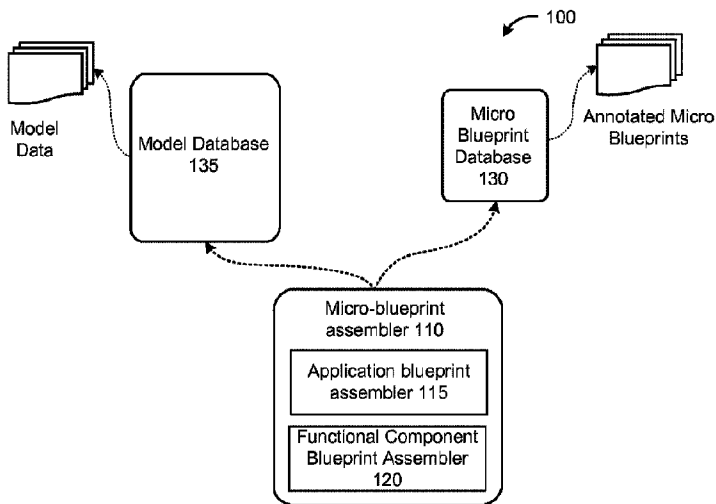 100
Model
Data
Model Database
135
Micro
Blueprint
Database
130
Annotated Micro
Blueprints
Micro-blueprint
assembler 110
Application blueprint
assembler 115
Functional Component
Blueprint Assembler
120